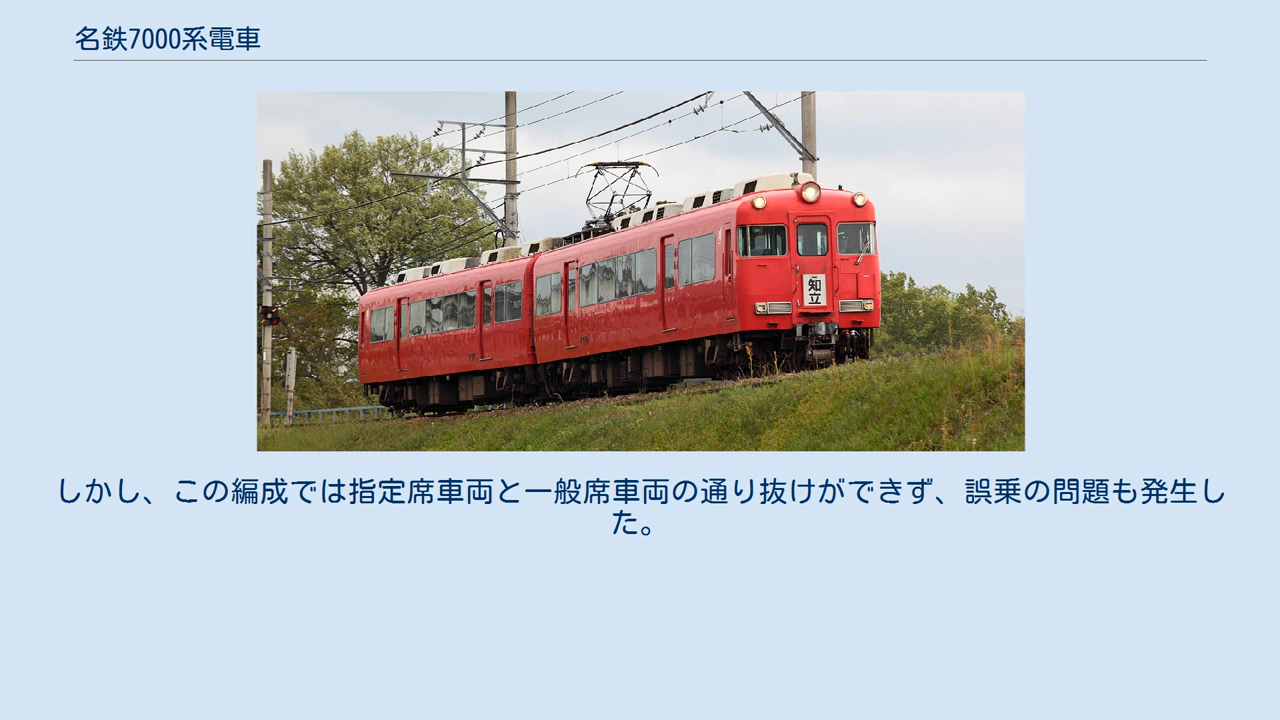 名鉄7000系電車
知立
しかし、この編成では指定席車両と一般席車両の通り抜けができず、誤乗の問題も発生し
た。